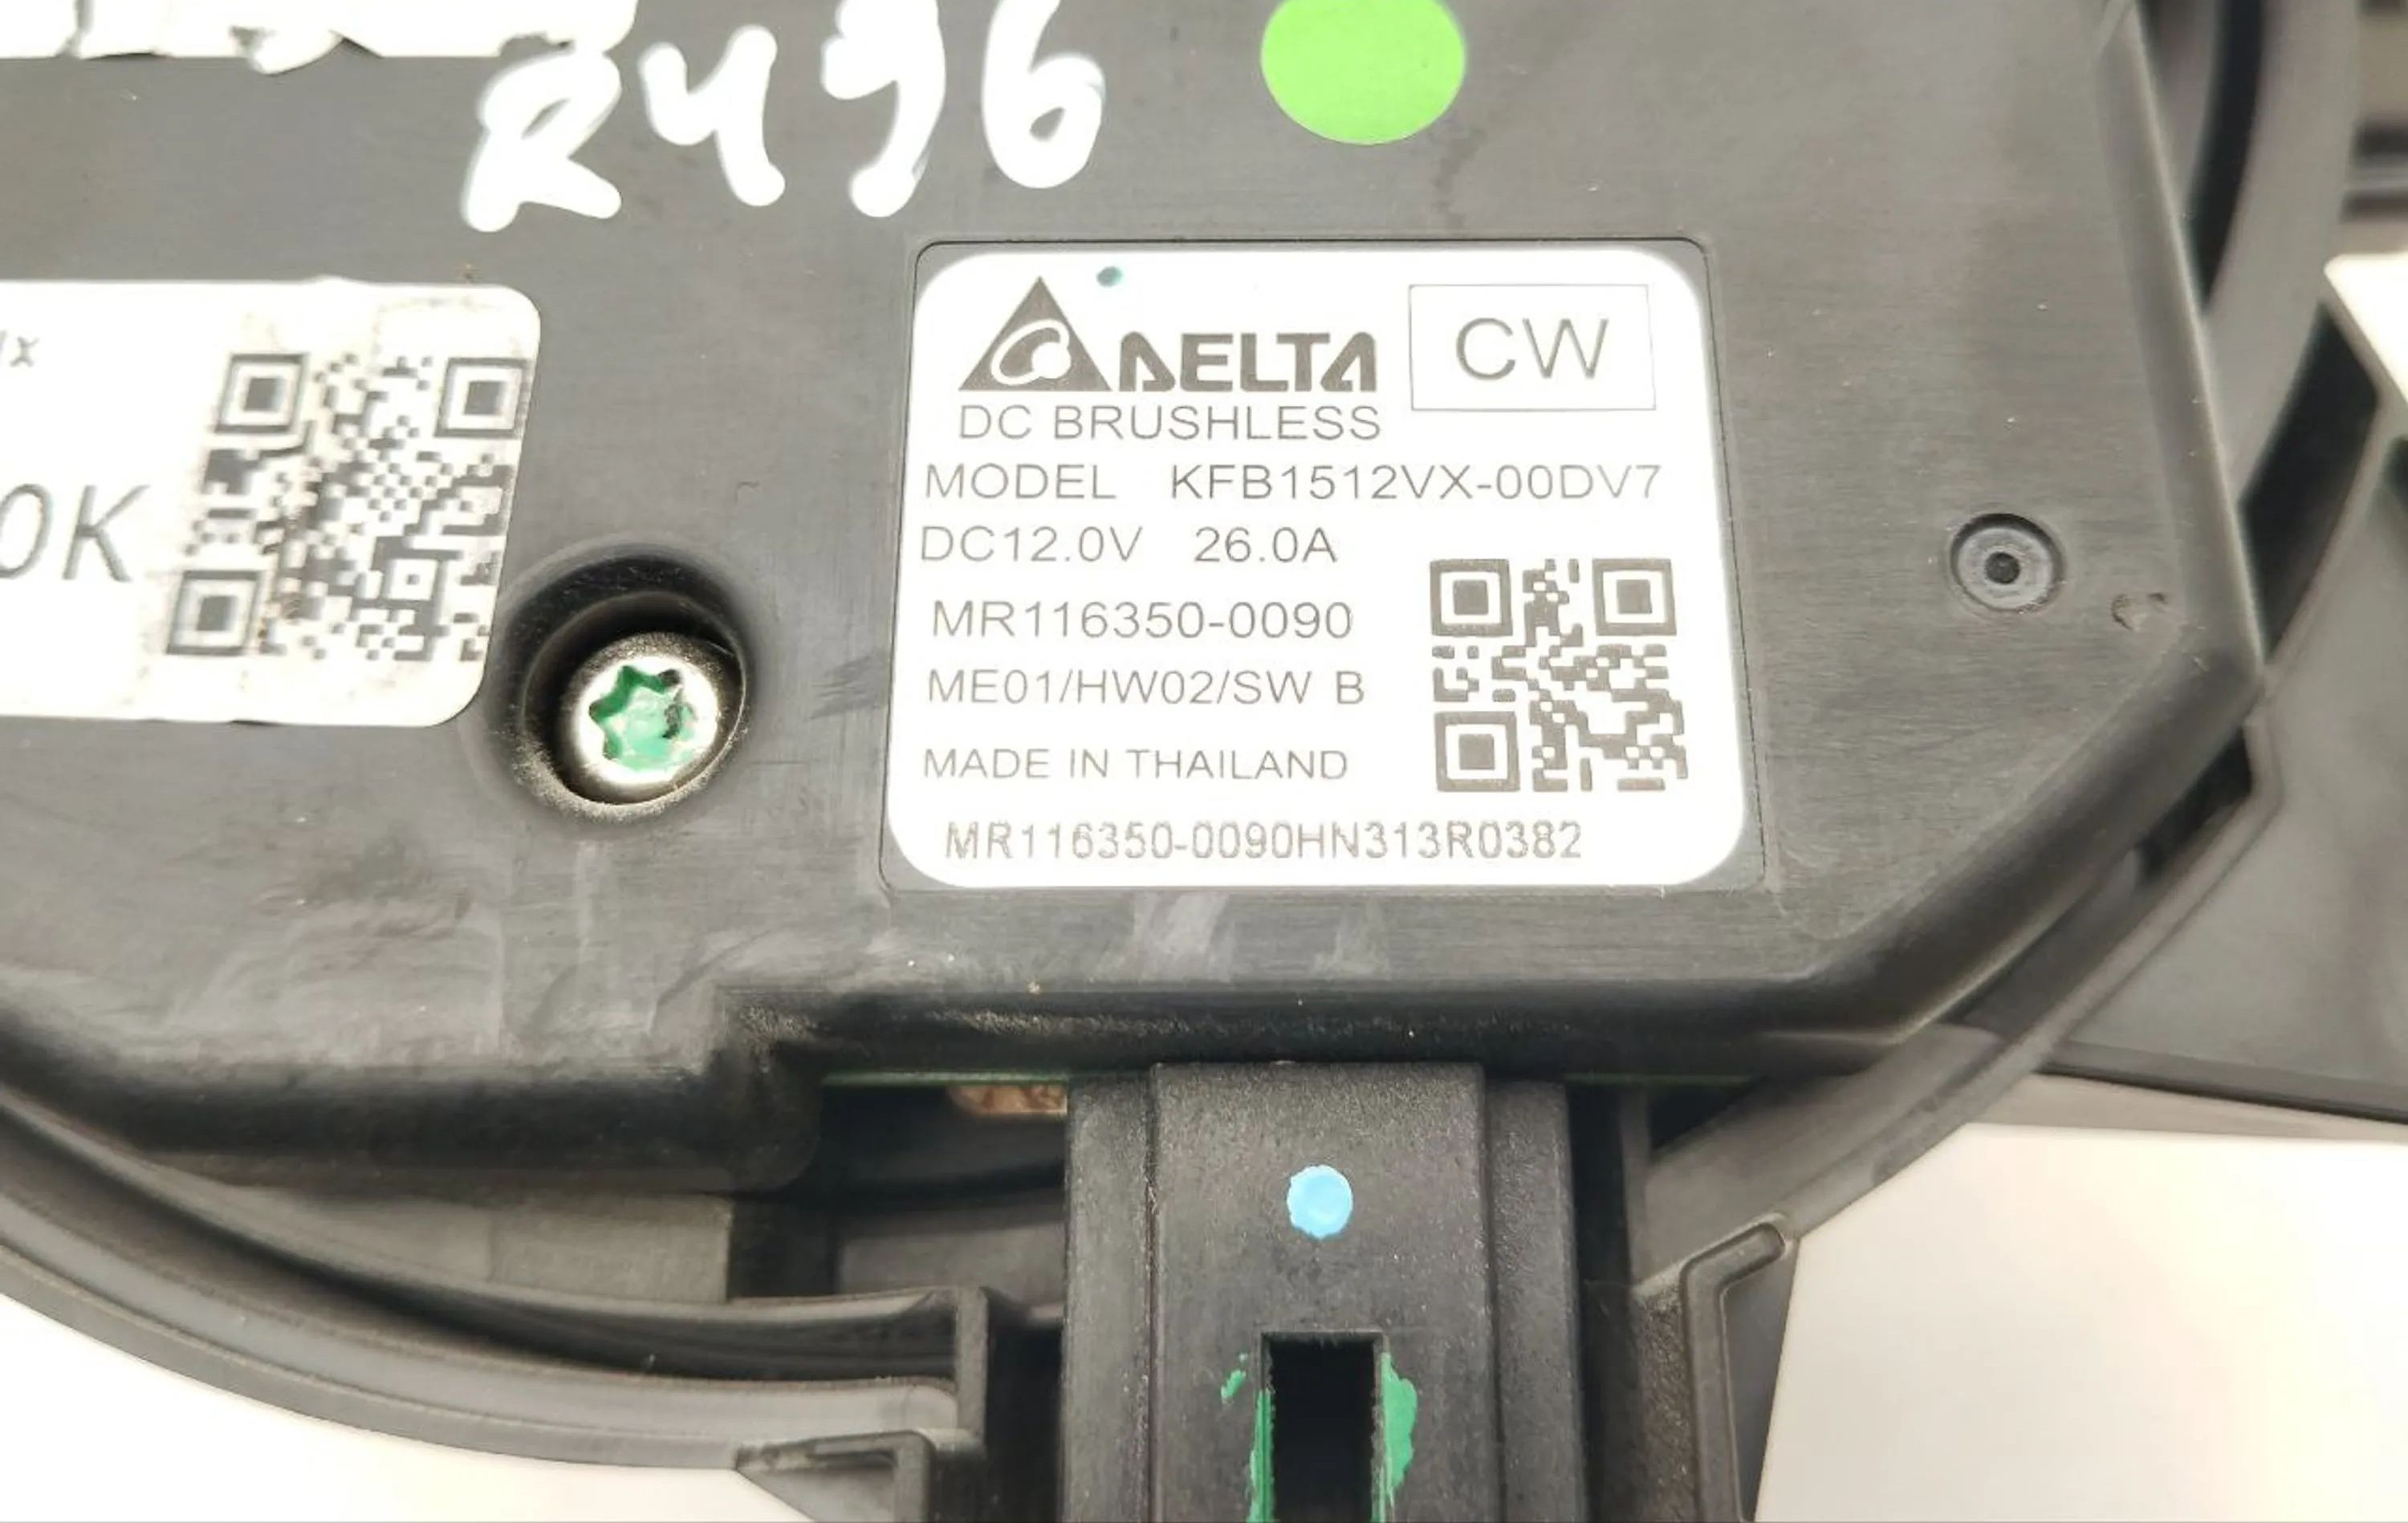 R496
0K
DELTA
CW
DC BRUSHLESS
MODEL KFB1512VX-00DV7
DC12.0V 26.0A
MR116350-0090
ME01/HW02/SW B
MADE IN THAILAND
MR116350-0090HN313R0382